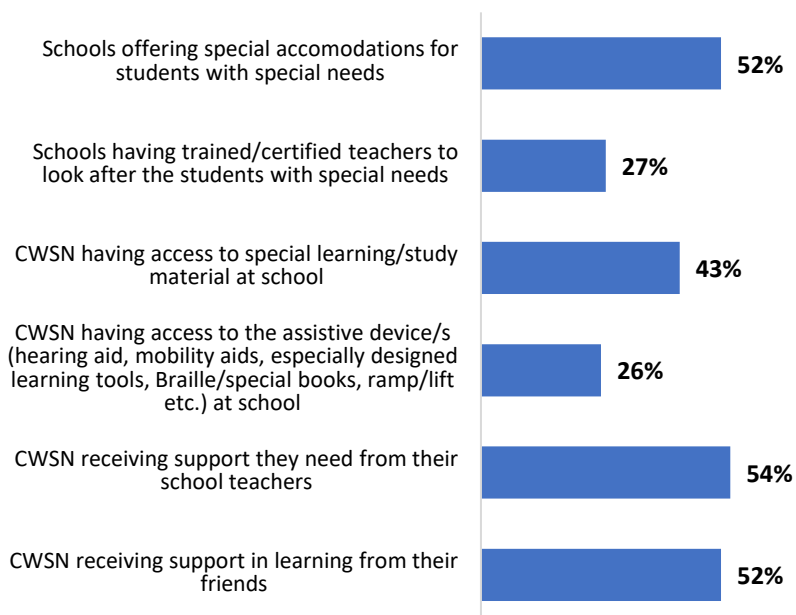 Schools offering special accomodations for
students with special needs
52%
Schools having trained/certified teachers to
look after the students with special needs
27%
CWSN having access to special learning/study
material at school
43%
CWSN having access to the assistive device/s
(hearing aid, mobility aids, especially designed
learning tools, Braille/special books, ramp/lift
etc.) at school
26%
CWSN receiving support they need from their
school teachers
54%
CWSN receiving support in learning from their
friends
52%